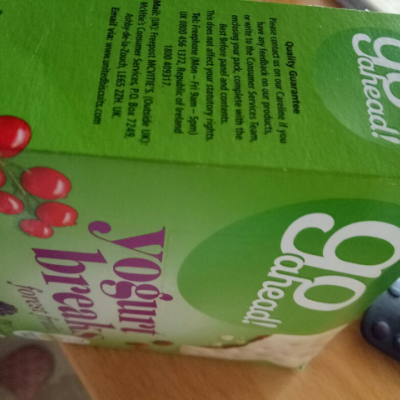 go
ahead!
Quality Guarantee
Please contact us on our Careline if you
have any feedback on our products,
or write to the Consumer Services Team,
enclosing your pack, complete with the
Best Before panel and contents.
This does not affect your statutory rights.
Tel: Freephone (Mon - Fri 9am – 5pm)
UK 0800 456 1372, Republic of Ireland
1800 409317.
Mail: (UK) Freepost MCVITIE'S. (Outside UK):
McVitie's Consumer Services, P.O. Box 7249,
Ashby-de-la-Zouch, LE65 2ZH. UK.
Email link: www.unitedbiscuits.com
go
ahead!
yogurt
breaks
forest